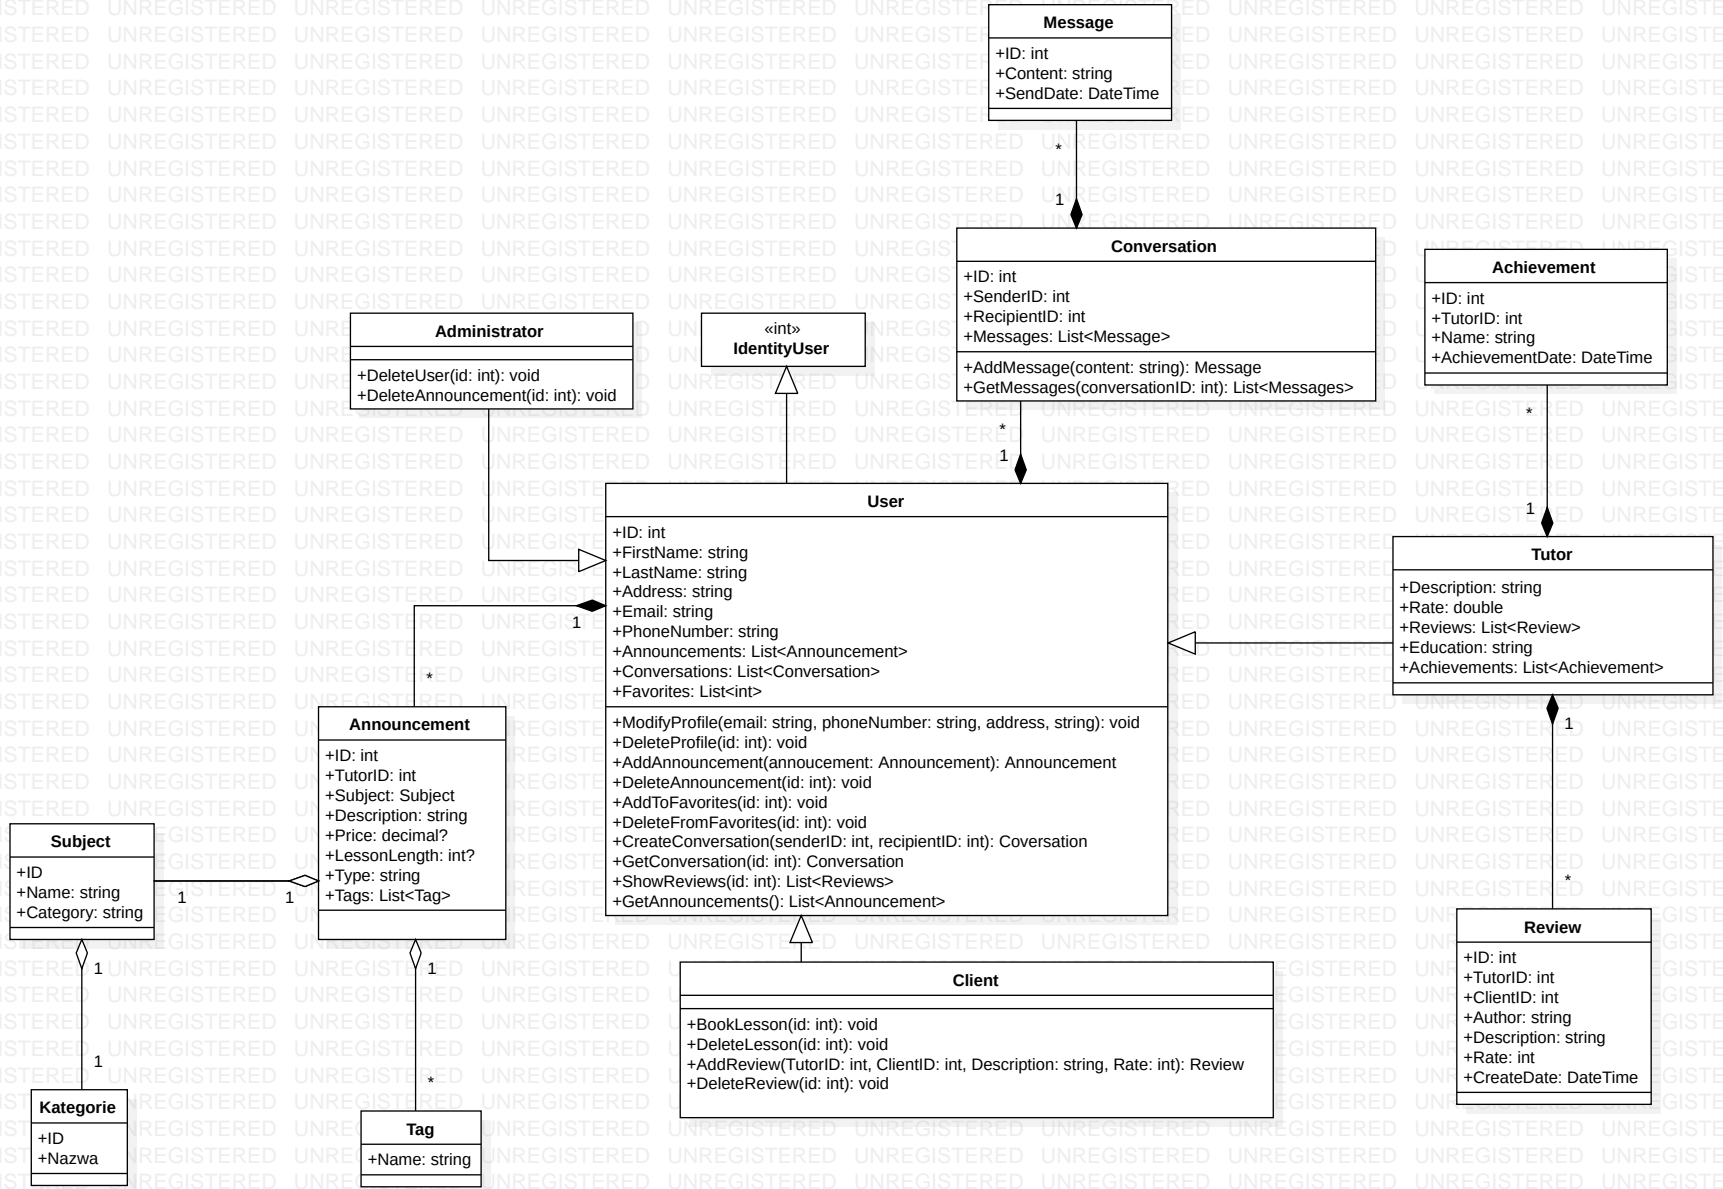 Message
+ID: int
+Content: string
+SendDate: DateTime
*
1
Conversation
+ID: int
+SenderID: int
+RecipientID: int
+Messages: List<Message>
+AddMessage(content: string): Message
+GetMessages(conversationID: int): List<Messages>
*
1
Achievement
+ID: int
+TutorID: int
+Name: string
+AchievementDate: DateTime
*
1
Administrator
+DeleteUser(id: int): void
+DeleteAnnouncement(id: int): void
«int»
IdentityUser
User
+ID: int
+FirstName: string
+LastName: string
+Address: string
+Email: string
+PhoneNumber: string
+Announcements: List<Announcement>
+Conversations: List<Conversation>
+Favorites: List<int>
+ModifyProfile(email: string, phoneNumber: string, address, string): void
+DeleteProfile(id: int): void
+AddAnnouncement(annoucement: Announcement): Announcement
+DeleteAnnouncement(id: int): void
+AddToFavorites(id: int): void
+DeleteFromFavorites(id: int): void
+CreateConversation(senderID: int, recipientID: int): Coversation
+GetConversation(id: int): Conversation
+ShowReviews(id: int): List<Reviews>
+GetAnnouncements(): List<Announcement>
Tutor
+Description: string
+Rate: double
+Reviews: List<Review>
+Education: string
+Achievements: List<Achievement>
1
*
1
*
Announcement
+ID: int
+TutorID: int
+Subject: Subject
+Description: string
+Price: decimal?
+LessonLength: int?
+Type: string
+Tags: List<Tag>
Subject
+ID
+Name: string
+Category: string
1
1
1
1
1
*
Kategorie
+ID
+Nazwa
Tag
+Name: string
Client
+BookLesson(id: int): void
+DeleteLesson(id: int): void
+AddReview(TutorID: int, ClientID: int, Description: string, Rate: int): Review
+DeleteReview(id: int): void
Review
+ID: int
+TutorID: int
+ClientID: int
+Author: string
+Description: string
+Rate: int
+CreateDate: DateTime
UNREGISTERED